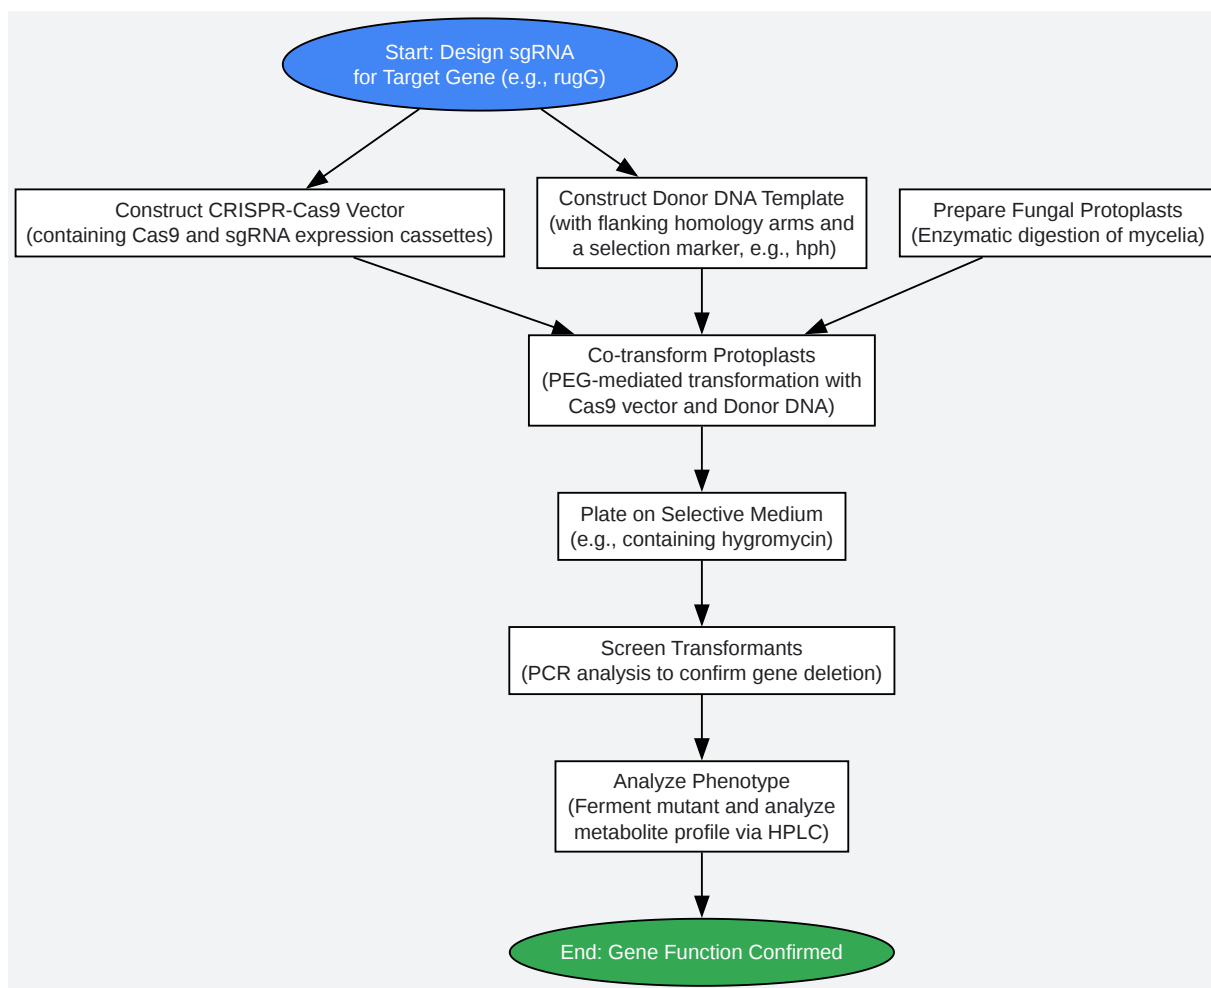 Start: Design sgRNA
for Target Gene (e.g., rugG)
Construct CRISPR-Cas9 Vector
(containing Cas9 and sgRNA expression cassettes)
Construct Donor DNA Template
(with flanking homology arms and
a selection marker, e.g., hph)
Prepare Fungal Protoplasts
(Enzymatic digestion of mycelia)
Co-transform Protoplasts
(PEG-mediated transformation with
Cas9 vector and Donor DNA)
Plate on Selective Medium
(e.g., containing hygromycin)
Screen Transformants
(PCR analysis to confirm gene deletion)
Analyze Phenotype
(Ferment mutant and analyze
metabolite profile via HPLC)
End: Gene Function Confirmed